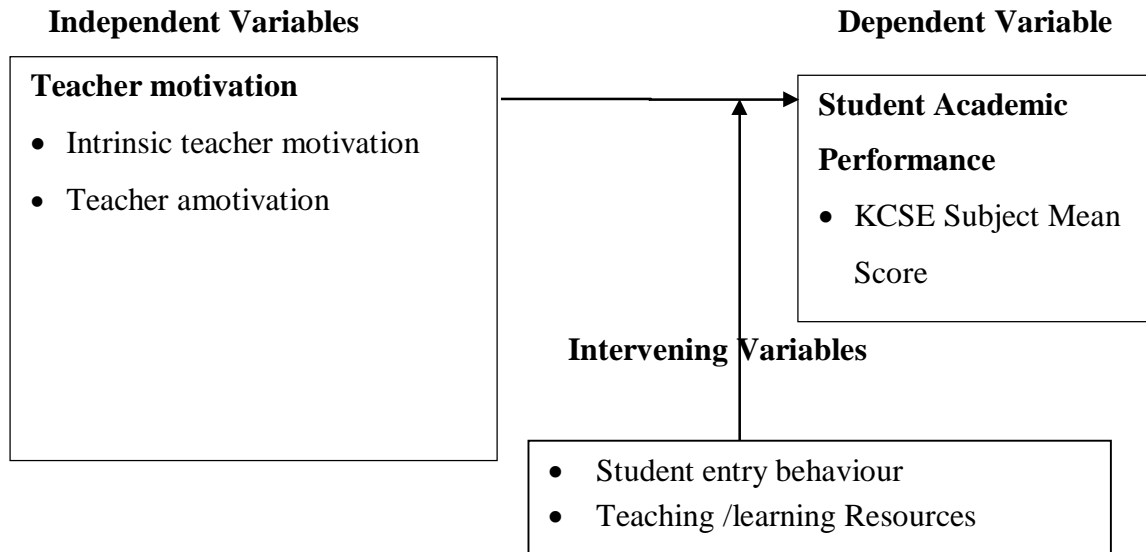 Independent Variables
Dependent Variable
Teacher motivation
• Intrinsic teacher motivation
• Teacher amotivation
Student Academic
Performance
• KCSE Subject Mean
Score
Intervening Variables
• Student entry behaviour
• Teaching /learning Resources